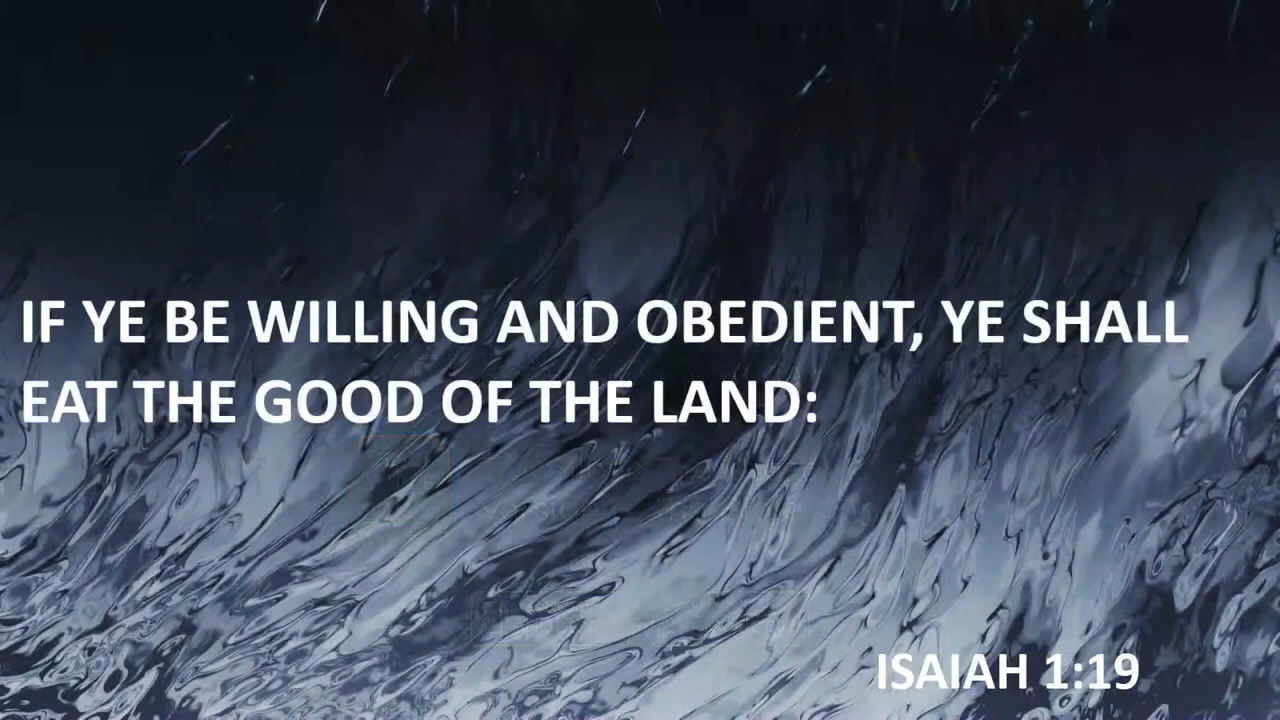 IF YE BE WILLING AND OBEDIENT, YE SHALL
EAT THE GOOD OF THE LAND:
ISAIAH 1:19